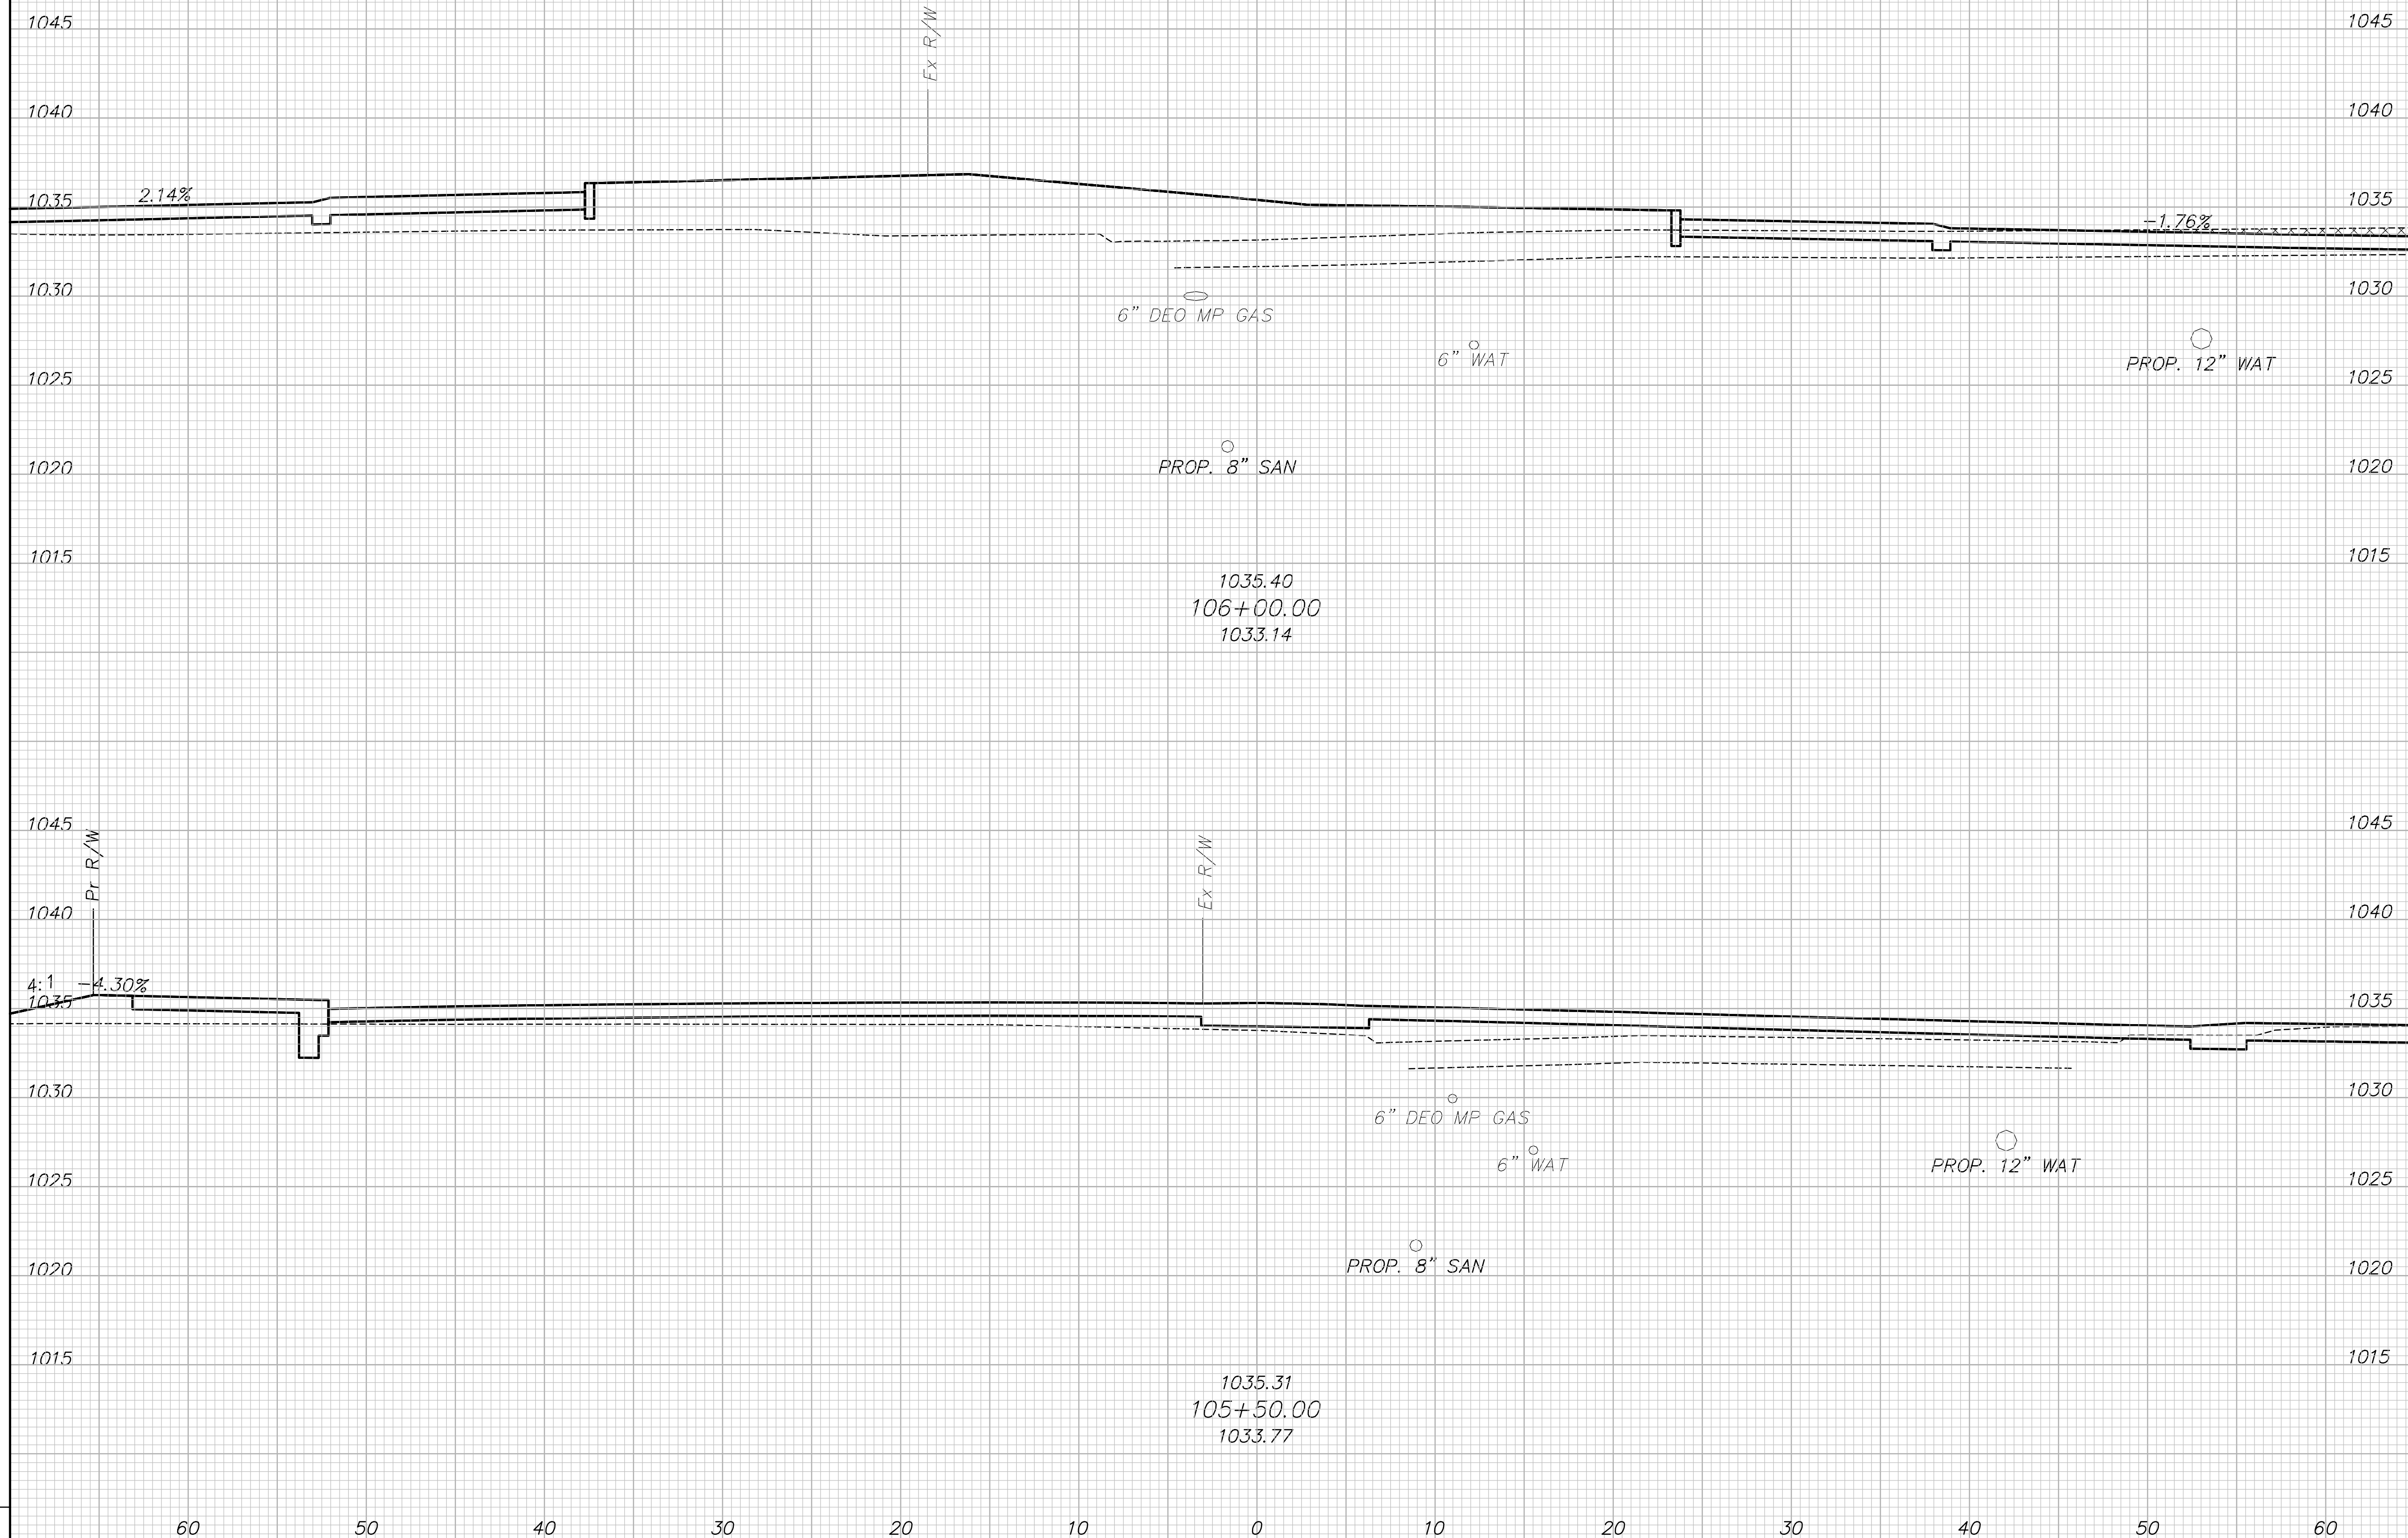 1045 1045
Ex R/W
1040 1040
2.14%
1035 1035
-1.76%
1030 1030
6" DEO MP GAS
6" WAT
PROP. 12" WAT
1025 1025
PROP. 8" SAN
1020 1020
1015 1015
1035.40
106+00.00
1033.14
1045 1045
Pr R/W
Ex R/W
1040 1040
4:1 -4.30%
1035 1035
1030 1030
6" DEO MP GAS
6" WAT
PROP. 12" WAT
1025 1025
PROP. 8" SAN
1020 1020
1015 1015
1035.31
105+50.00
1033.77
60 50 40 30 20 10 0 10 20 30 40 50 60